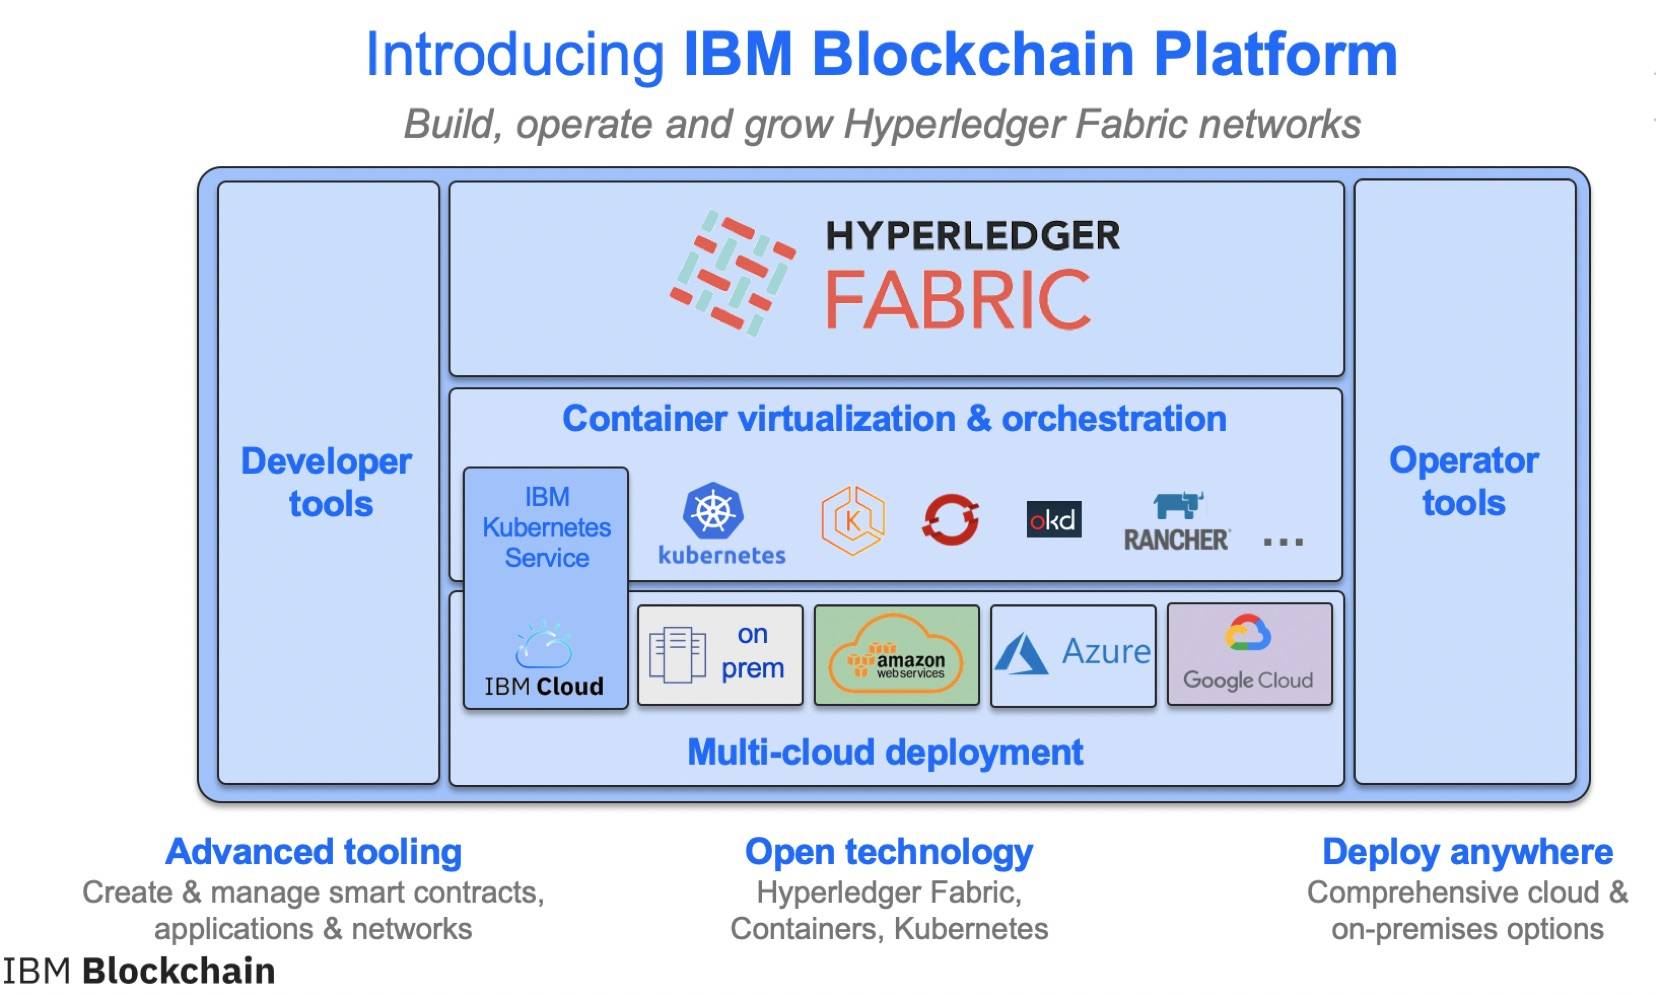 Introducing IBM Blockchain Platform
Build, operate and grow Hyperledger Fabric networks
Developer
tools
HYPERLEDGER
FABRIC
Container virtualization & orchestration
IBM
Kubernetes
Service
kubernetes
K
okd
RANCHER
...
IBM Cloud
on
prem
amazon
web services
Azure
Google Cloud
Multi-cloud deployment
Operator
tools
Advanced tooling
Create & manage smart contracts,
applications & networks
Open technology
Hyperledger Fabric,
Containers, Kubernetes
Deploy anywhere
Comprehensive cloud &
on-premises options
IBM Blockchain